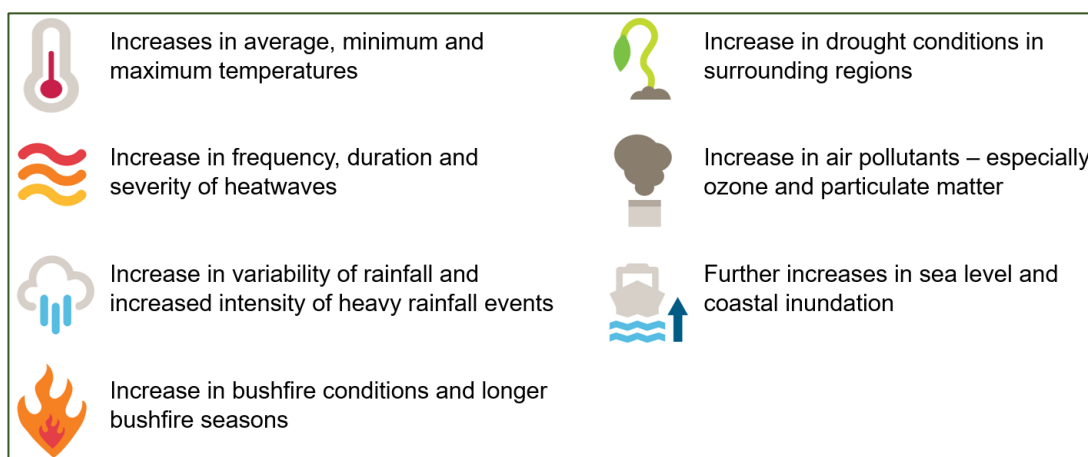 Increases in average, minimum and
maximum temperatures
Increase in frequency, duration and
severity of heatwaves
Increase in variability of rainfall and
increased intensity of heavy rainfall events
Increase in bushfire conditions and longer
bushfire seasons
Increase in drought conditions in
surrounding regions
Increase in air pollutants – especially
ozone and particulate matter
Further increases in sea level and
coastal inundation